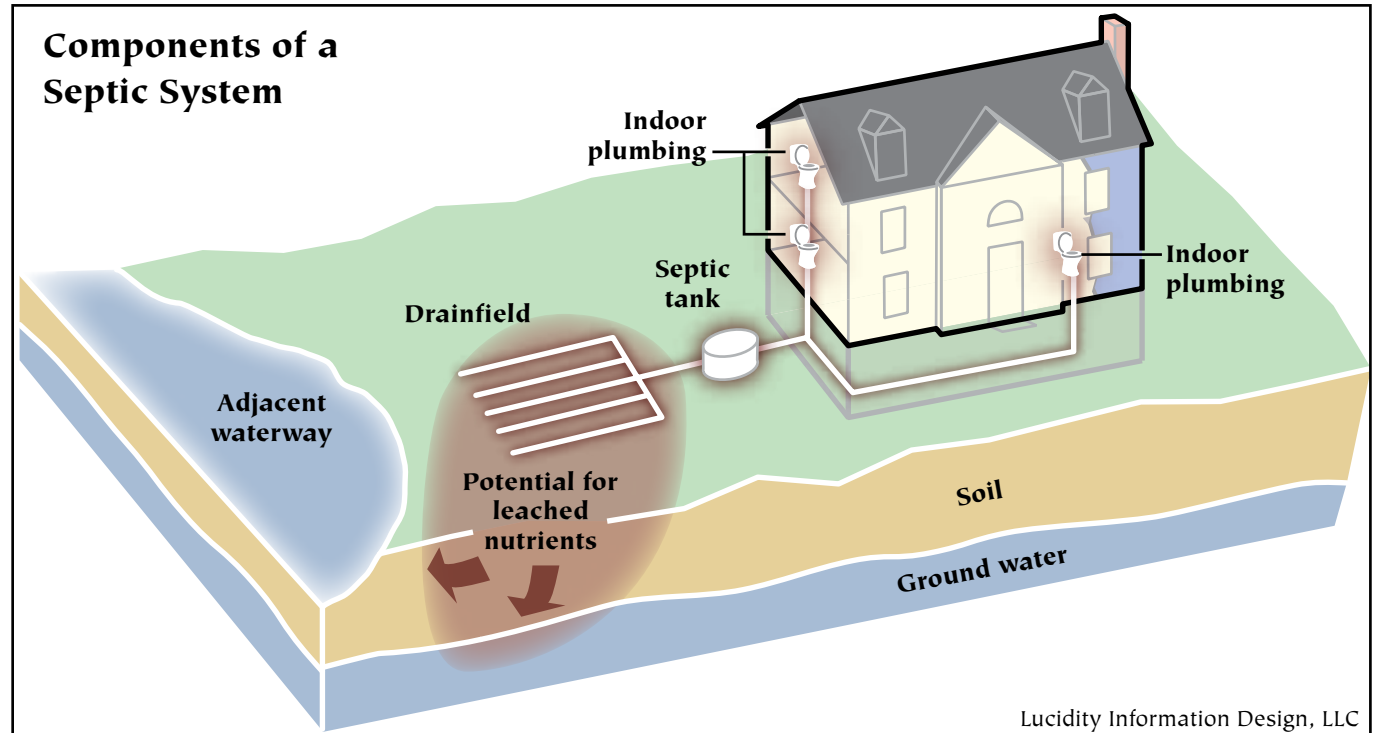 Components of a
Septic System
Indoor
plumbing
Septic
tank
Indoor
plumbing
Drainfield
Adjacent
waterway
Potential for
leached
nutrients
Soil
Ground water
Lucidity Information Design, LLC